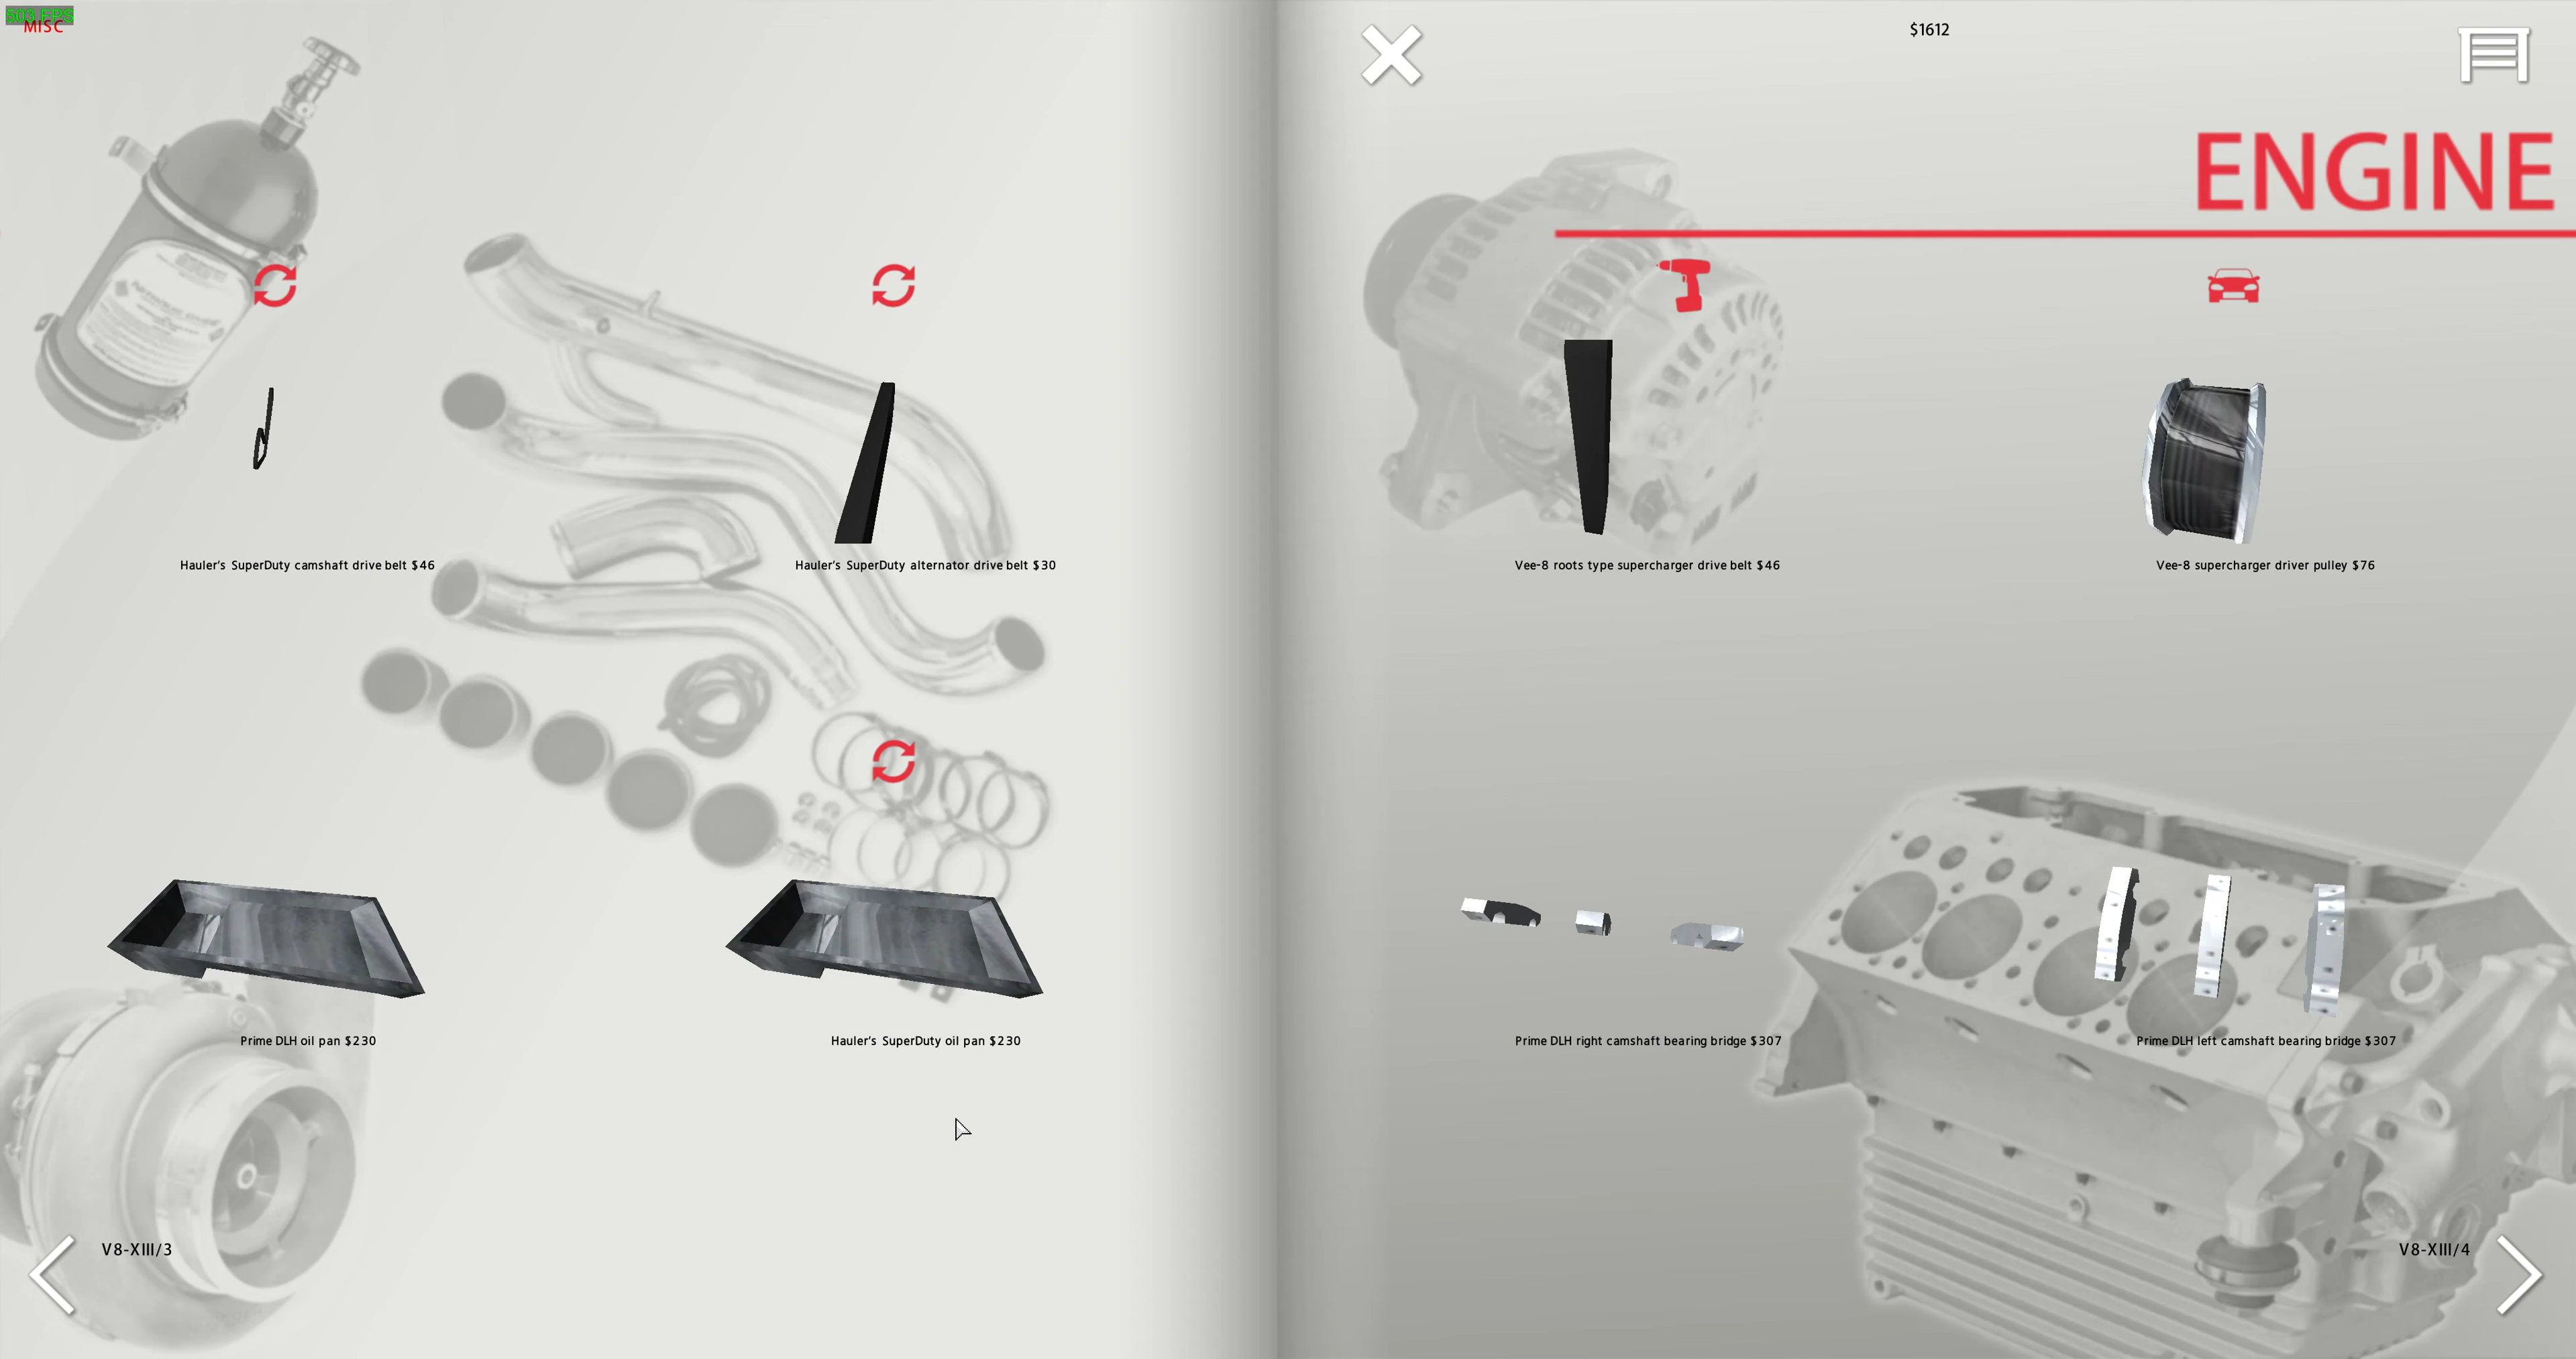 503 FPS
MISC
$1612
ENGINE
Hauler's SuperDuty camshaft drive belt $46
Hauler's SuperDuty alternator drive belt $30
Vee-8 roots type supercharger drive belt $46
Vee-8 supercharger driver pulley $76
Prime DLH oil pan $230
Hauler's SuperDuty oil pan $230
Prime DLH right camshaft bearing bridge $307
Prime DLH left camshaft bearing bridge $307
V8-XIII/3
V8-XIII/4